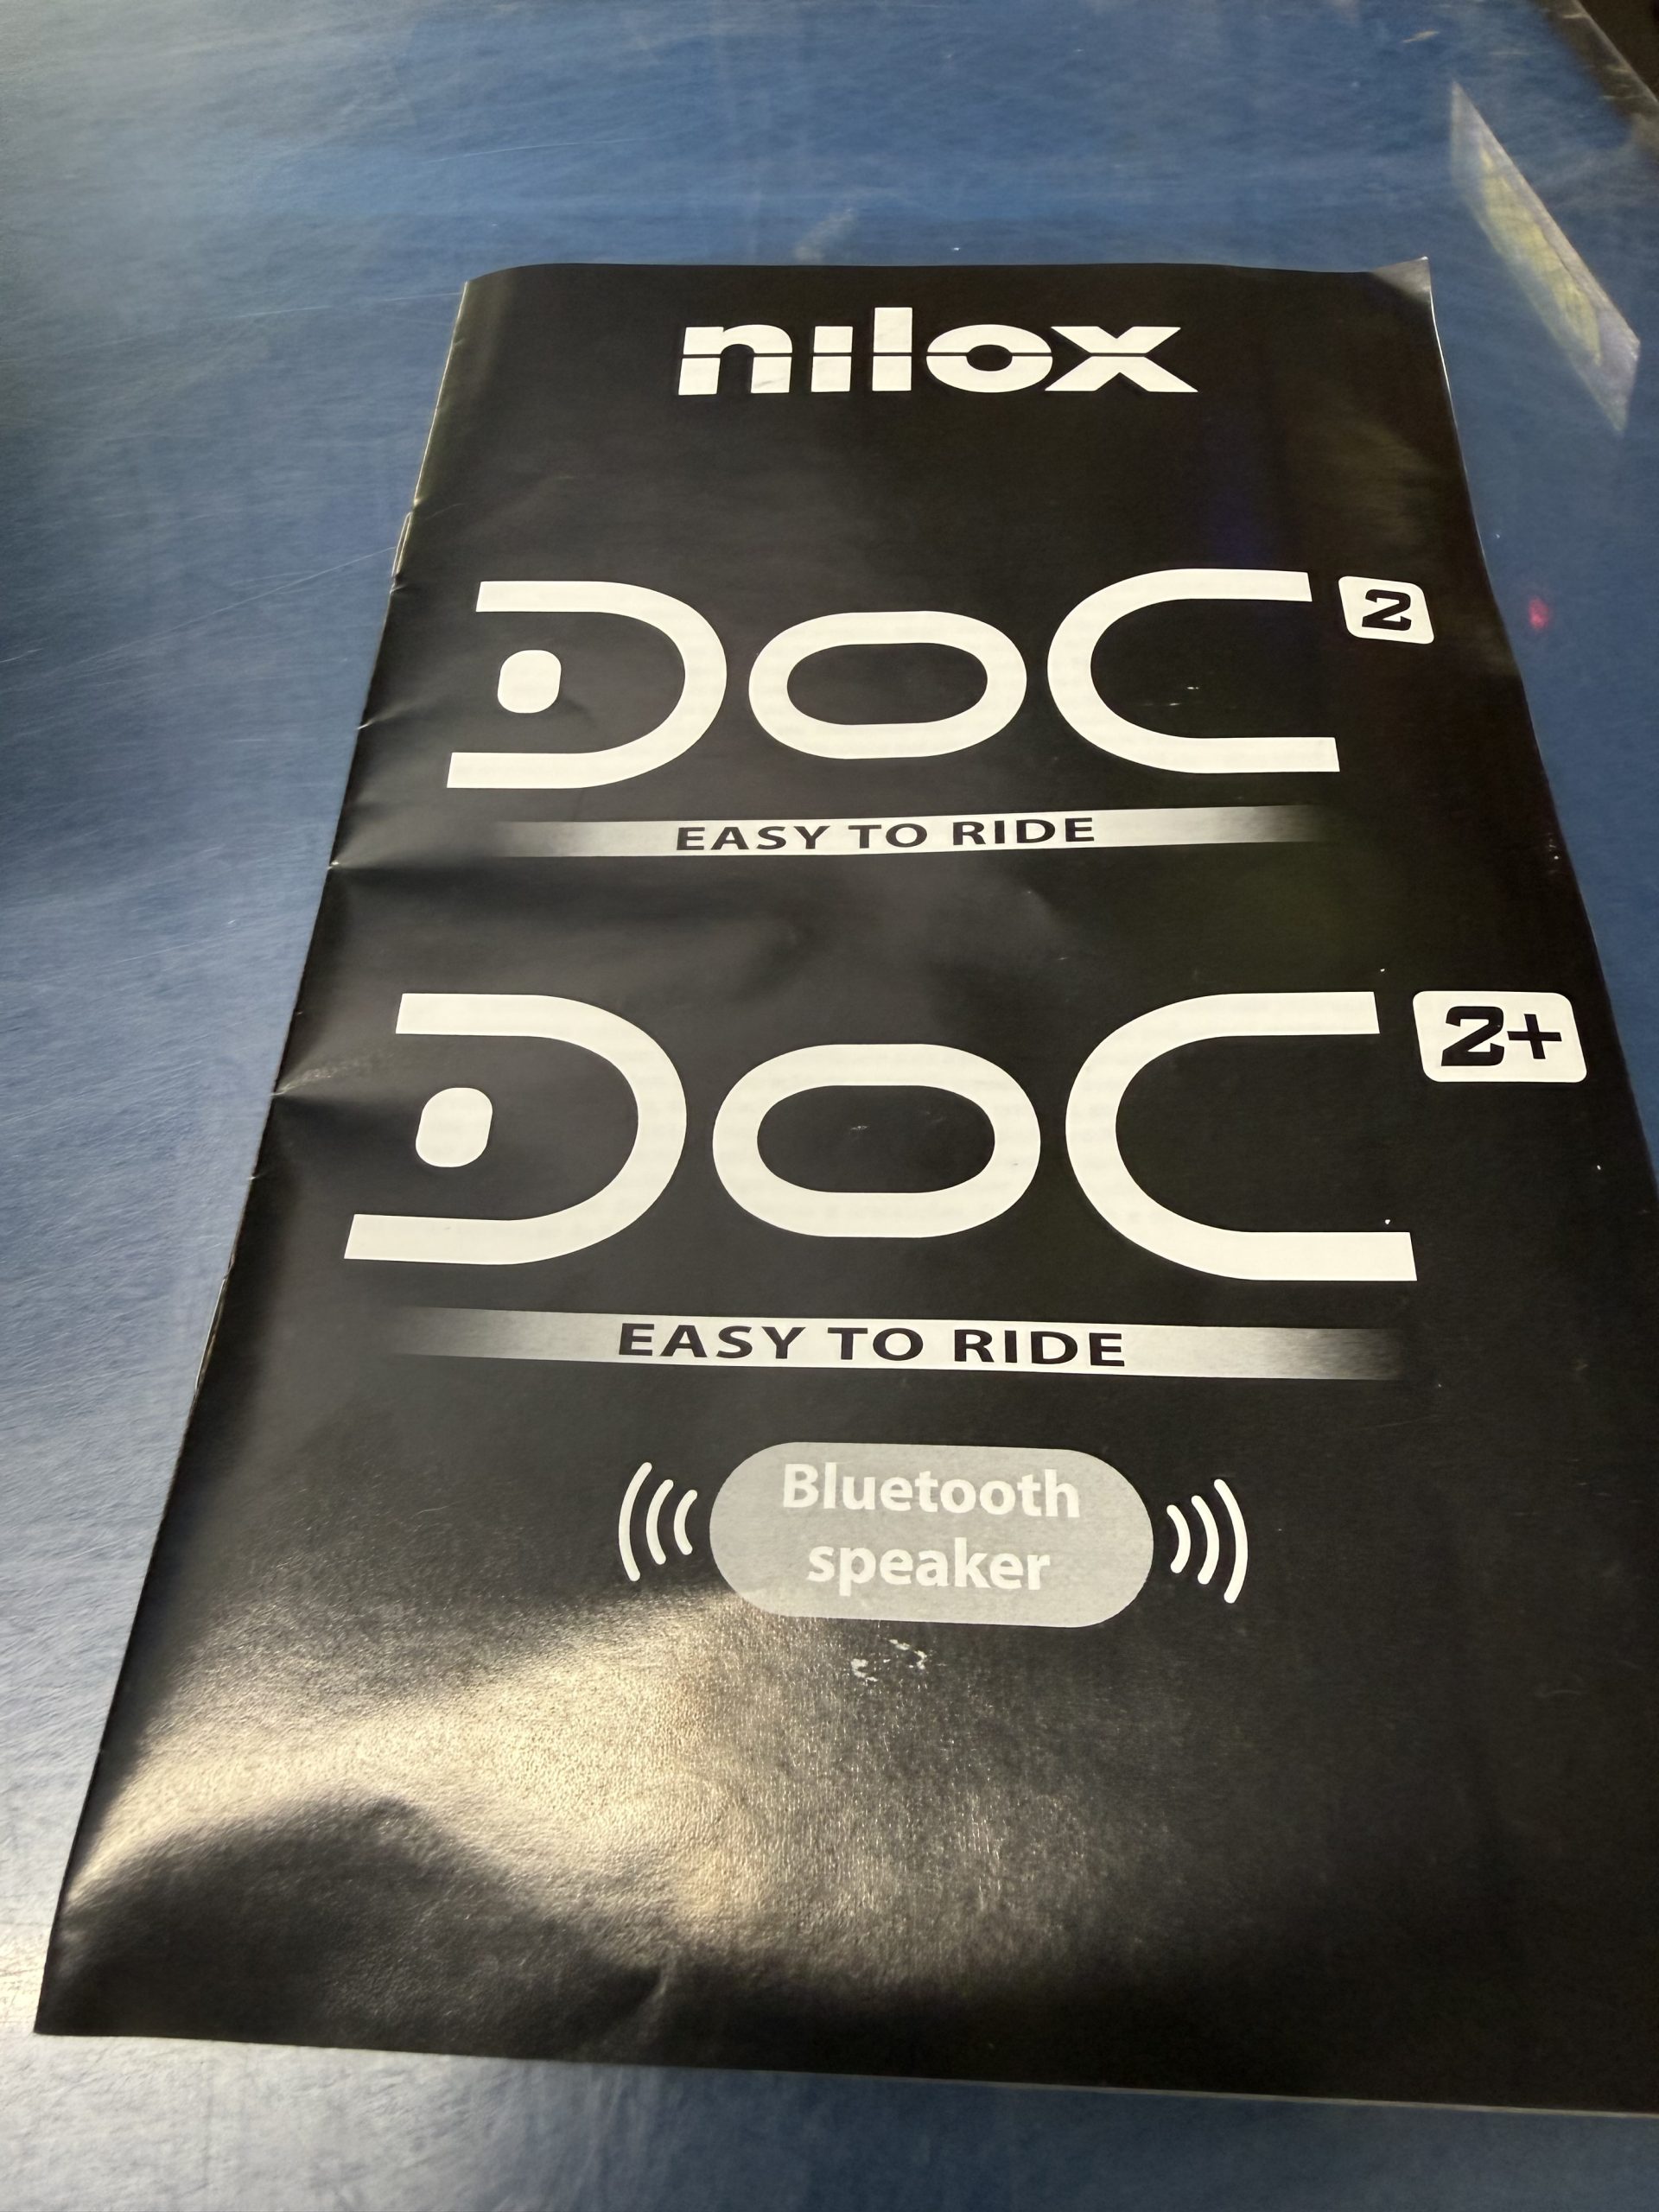 nilox
DOC 2
EASY TO RIDE
DOC 2+
EASY TO RIDE
Bluetooth
speaker